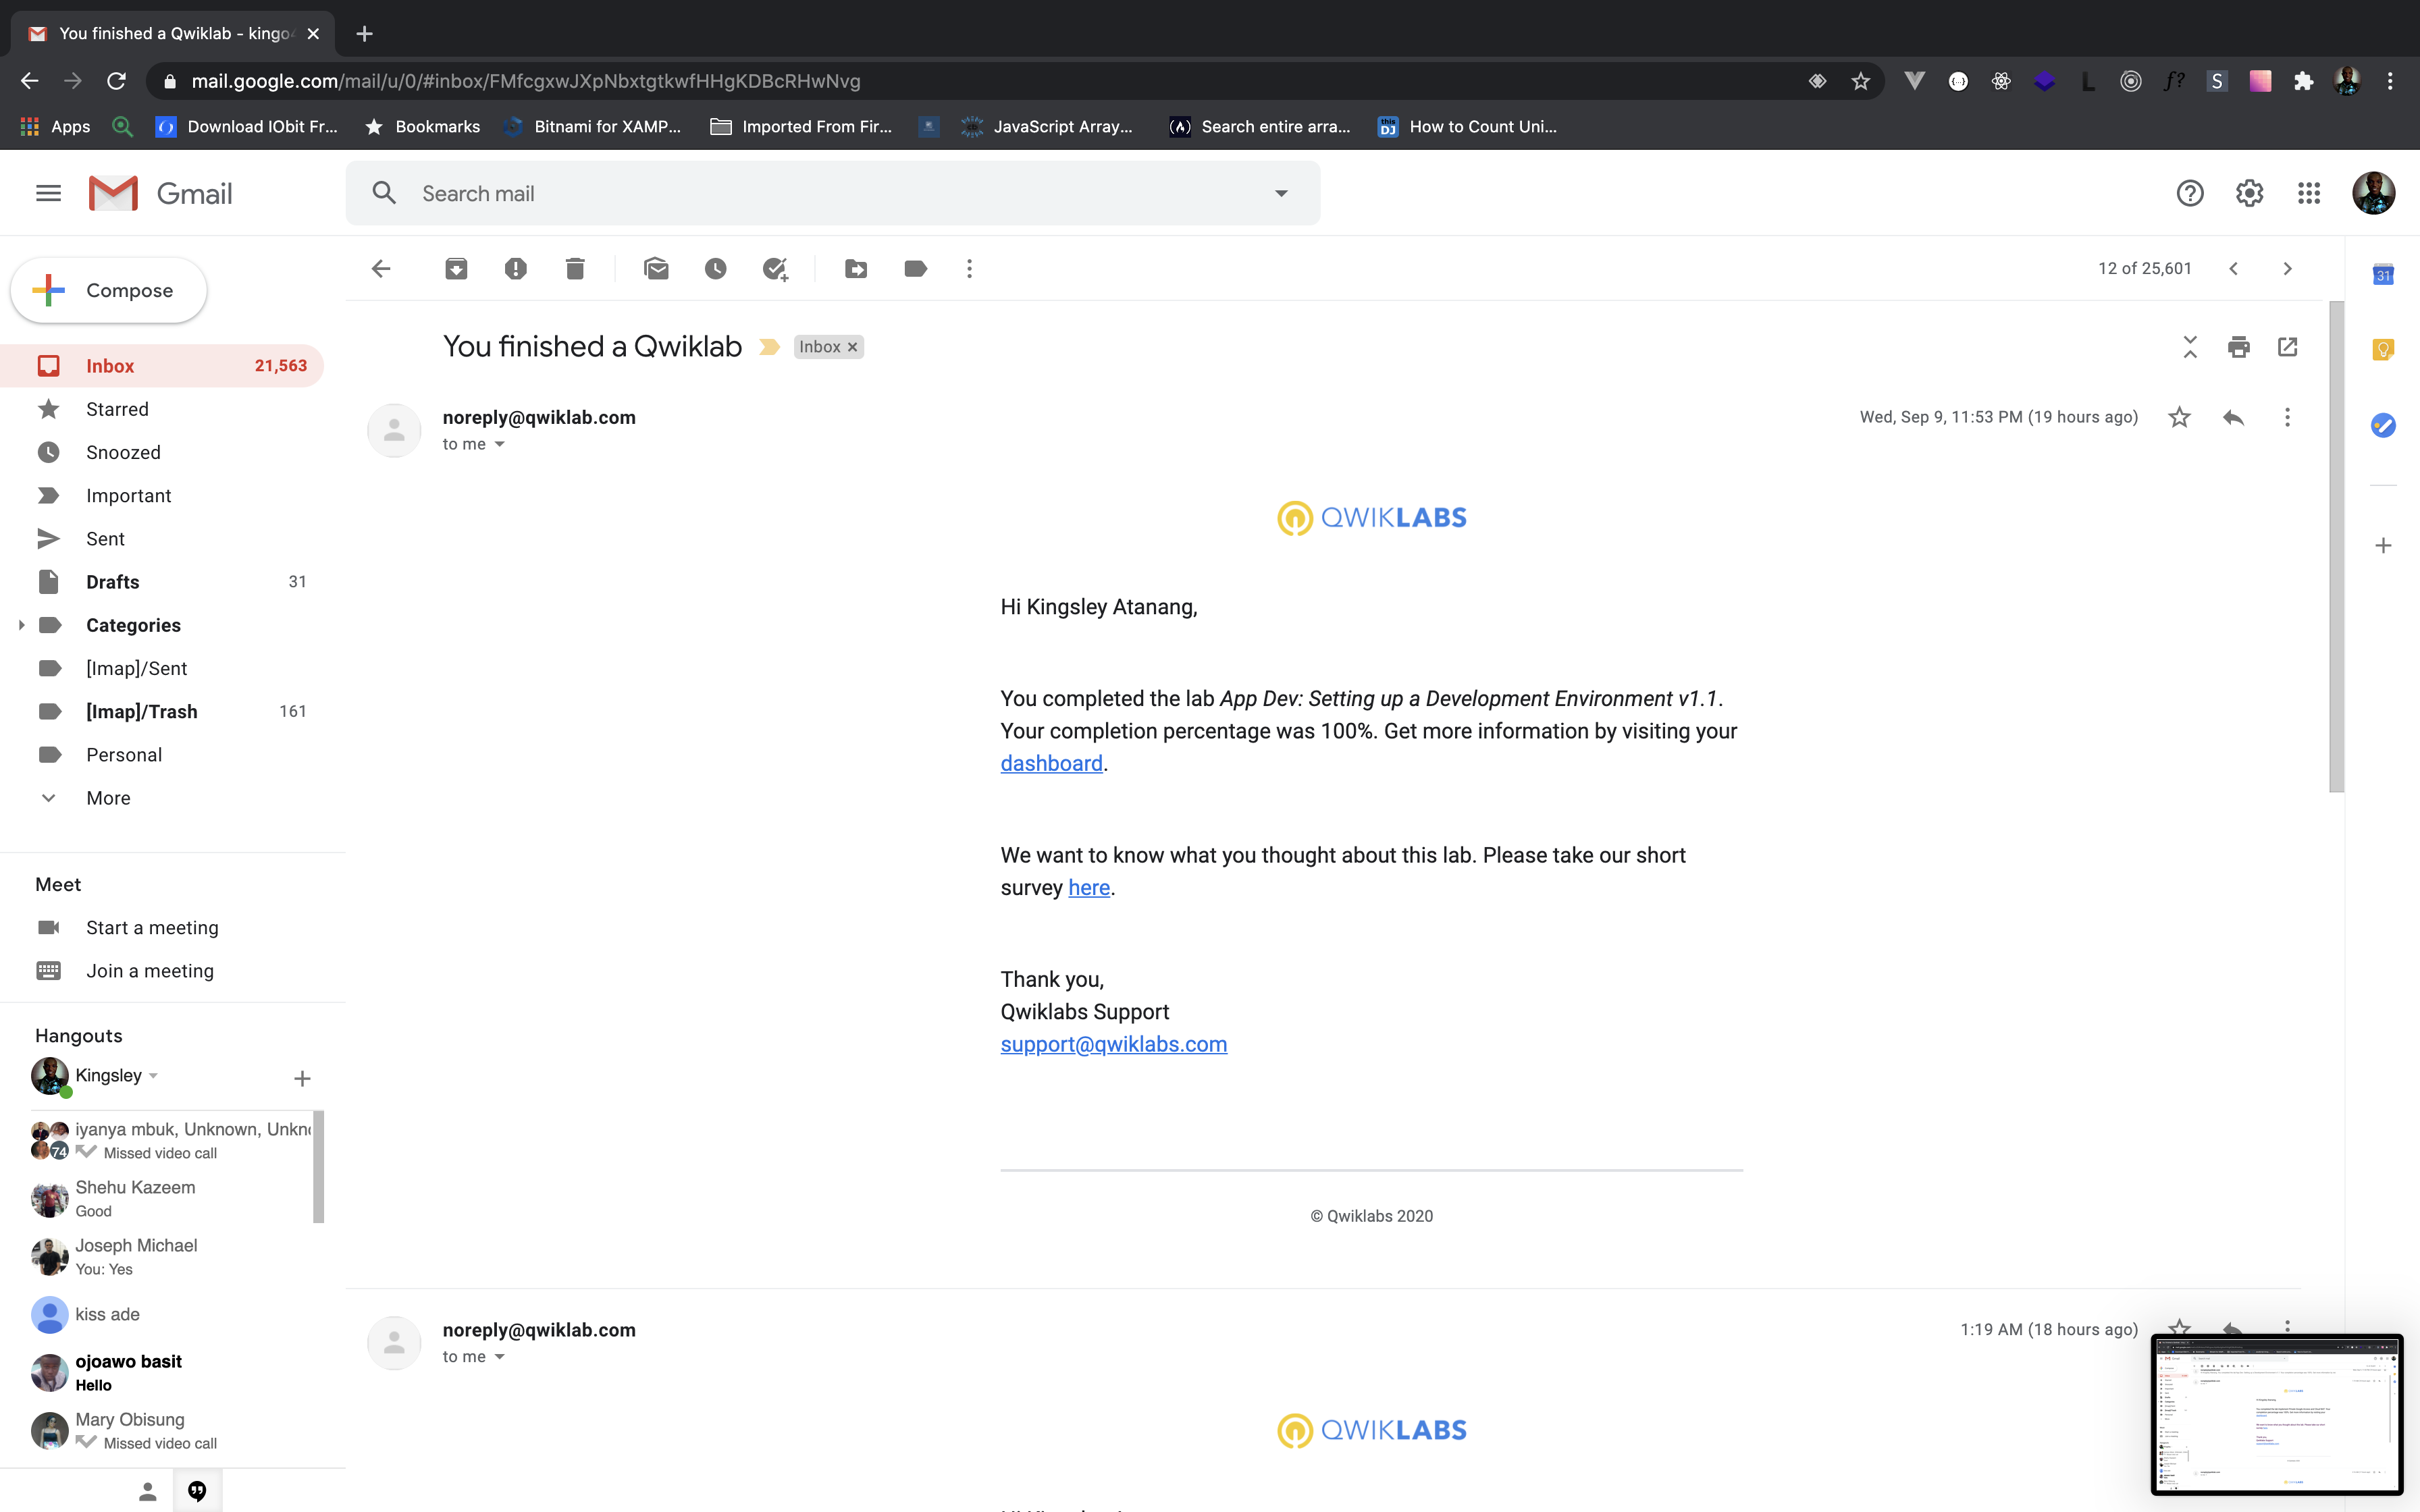 You finished a Qwiklab - kingo
mail.google.com/mail/u/0/#inbox/FMfcgxwJXpNbxtgtkwfHHgKDBcRHwNvg
Apps
Download IObit Fr...
Bookmarks
Bitnami for XAMP...
Imported From Fir...
JavaScript Array...
Search entire arra...
this DJ
How to Count Uni...
Gmail
Search mail
Compose
12 of 25,601
31
You finished a Qwiklab
Inbox
Inbox 21,563
Starred
Snoozed
Important
Sent
Drafts 31
Categories
[Imap]/Sent
[Imap]/Trash 161
Personal
More
Meet
Start a meeting
Join a meeting
Hangouts
Kingsley
iyanya mbuk, Unknown, Unkn
74
Missed video call
Shehu Kazeem
Good
Joseph Michael
You: Yes
kiss ade
ojoawo basit
Hello
Mary Obisung
Missed video call
noreply@qwiklab.com
Wed, Sep 9, 11:53 PM (19 hours ago)
to me
QWIKLABS
Hi Kingsley Atanang,
You completed the lab App Dev: Setting up a Development Environment v1.1.
Your completion percentage was 100%. Get more information by visiting your
dashboard.
We want to know what you thought about this lab. Please take our short
survey here.
Thank you,
Qwiklabs Support
support@qwiklabs.com
© Qwiklabs 2020
noreply@qwiklab.com
1:19 AM (18 hours ago)
to me
QWIKLABS